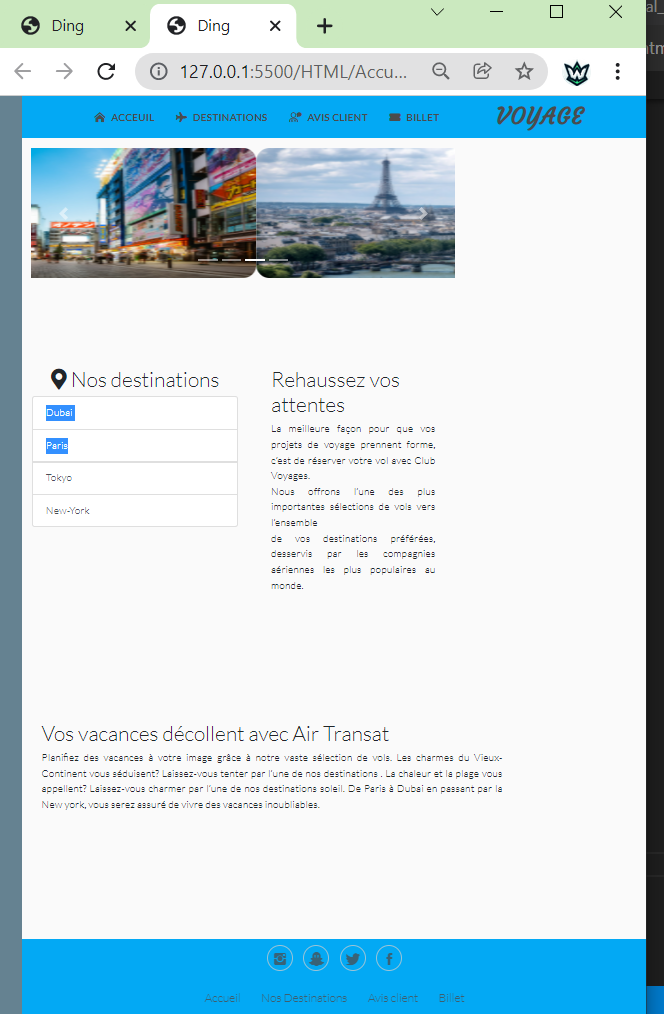 Ding
Ding
127.0.0.1:5500/HTML/Accu...
ACCEUIL DESTINATIONS AVIS CLIENT BILLET VOYAGE
Nos destinations
Dubai
Paris
Tokyo
New-York
Rehaussez vos
attentes
La meilleure façon pour que vos
projets de voyage prennent forme,
c'est de réserver votre vol avec Club
Voyages.
Nous offrons l'une des plus
importantes sélections de vols vers
l'ensemble
de vos destinations préférées,
desservis par les compagnies
aériennes les plus populaires au
monde.
Vos vacances décollent avec Air Transat
Planifiez des vacances à votre image grâce à notre vaste sélection de vols. Les charmes du Vieux-
Continent vous séduisent? Laissez-vous tenter par l'une de nos destinations . La chaleur et la plage vous
appellent? Laissez-vous charmer par l'une de nos destinations soleil. De Paris à Dubai en passant par la
New york, vous serez assuré de vivre des vacances inoubliables.
Accueil Nos Destinations Avis client Billet